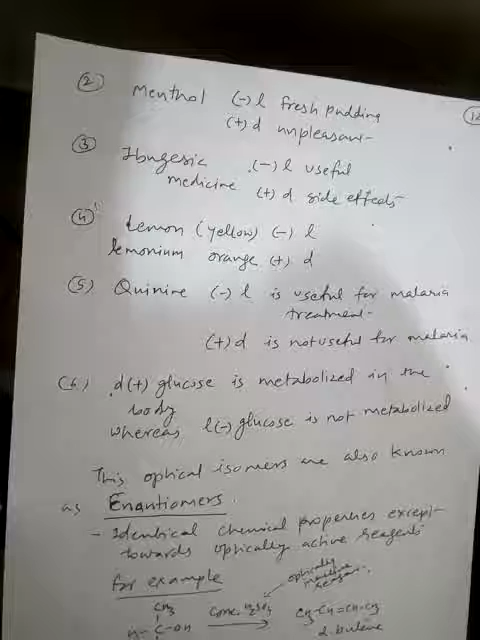 (2) Menthol (-) l fresh pudding
(+) d unpleasant
(3) Ibugesic (-) l useful
medicine (+) d side effects
(4) Lemon (yellow) (-) l
lemonium orange (+) d
(5) Quinine (-) l is useful for malaria
treatment.
(+) d is not useful for malaria
(6) d(+) glucose is metabolized in the
body
whereas l(-) glucose is not metabolized
This optical isomers are also known
as Enantiomers.
- Identical chemical properties except
towards optically active reagents
for example
optically
CH3
H-C-OH Conc. H2SO4 CH3-CH=CH-CH3
2-butene